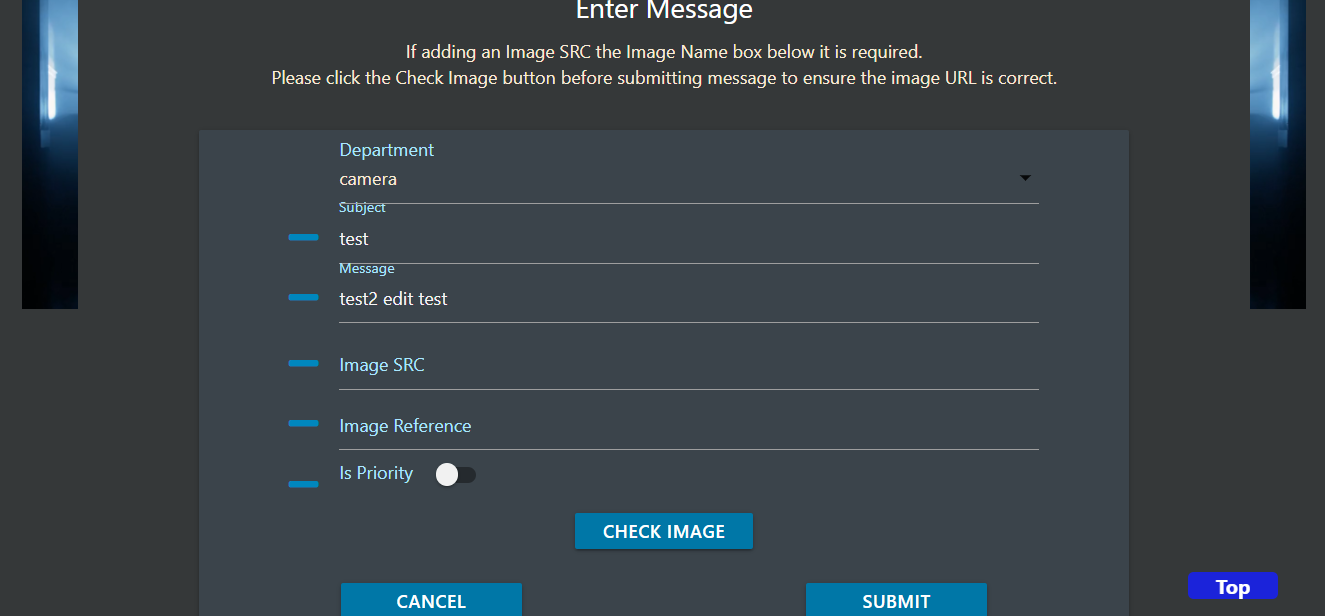 Enter Message
If adding an Image SRC the Image Name box below it is required.
Please click the Check Image button before submitting message to ensure the image URL is correct.
Department
camera
Subject
test
Message
test2 edit test
Image SRC
Image Reference
Is Priority
CHECK IMAGE
CANCEL
SUBMIT
Top